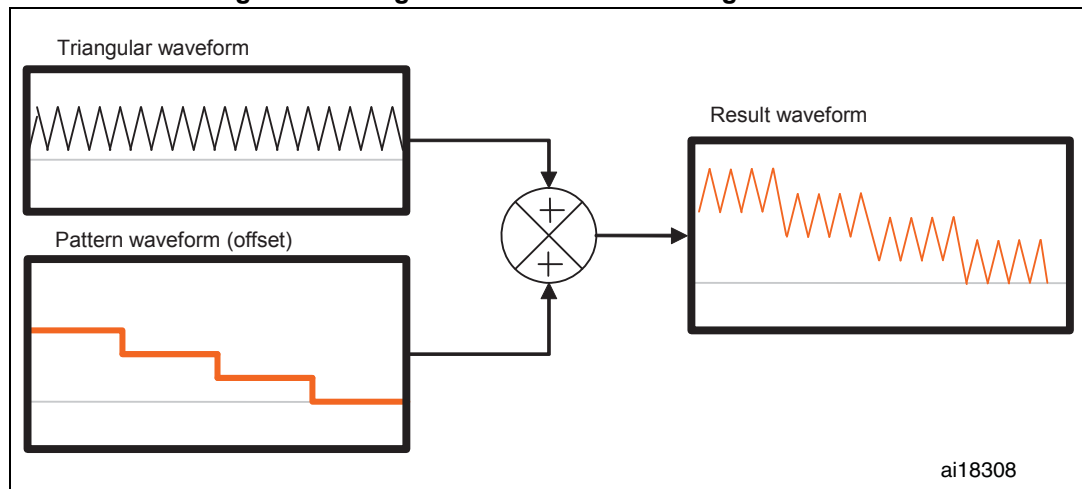 Triangular waveform
Result waveform
Pattern waveform (offset)
+
+
ai18308